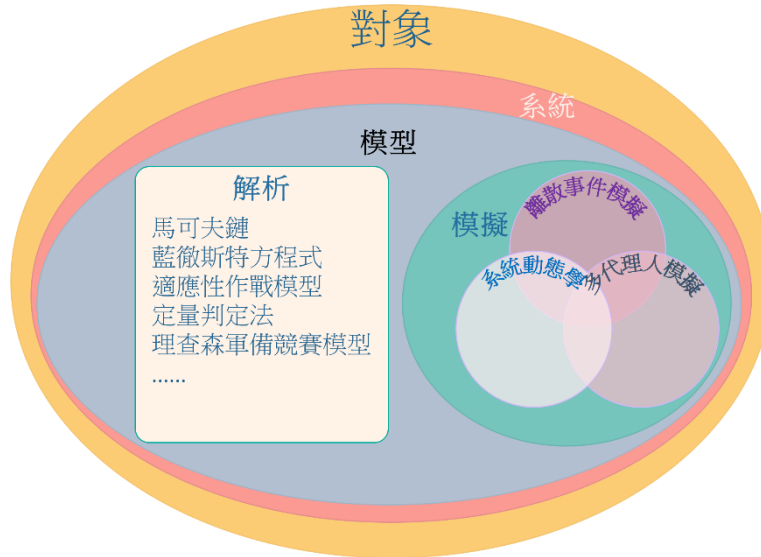 對象
系統
模型
解析
馬可夫鏈
藍徹斯特方程式
適應性作戰模型
定量判定法
理查森軍備競賽模型
......
模擬
離散事件模擬
系統動態學
多代理人模擬